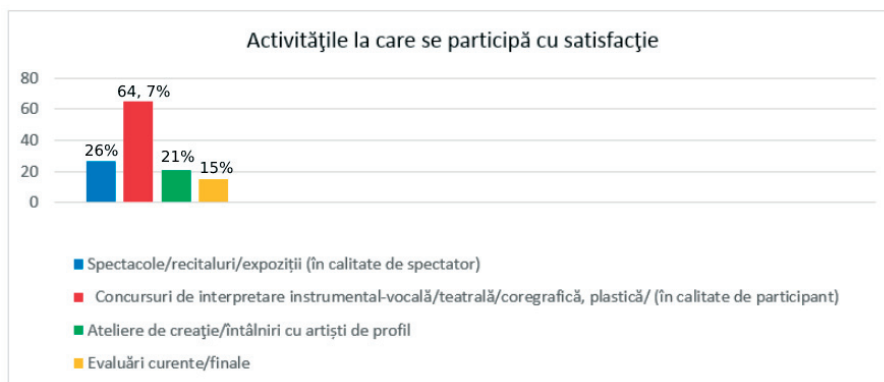 Activităţile la care se participă cu satisfacţie
80
64, 7%
60
40
26%
21%
20
15%
0
Spectacole/recitaluri/expoziții (în calitate de spectator)
Concursuri de interpretare instrumental-vocală/teatrală/coregrafică, plastică/ (în calitate de participant)
Ateliere de creaţie/întâlniri cu artiști de profil
Evaluări curente/finale